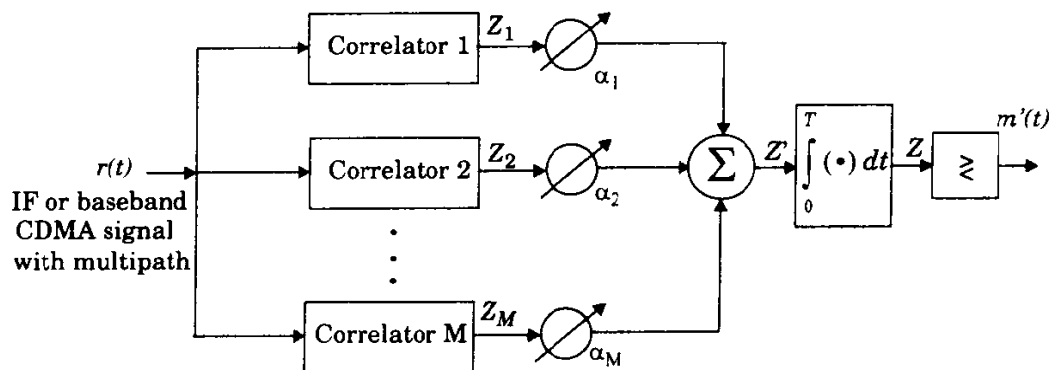 Correlator 1
Z1
α1
r(t)
IF or baseband
CDMA signal
with multipath
Correlator 2
Z2
α2
Σ
Z'
T
∫ (•) dt
0
Z
≷
m'(t)
Correlator M
ZM
αM